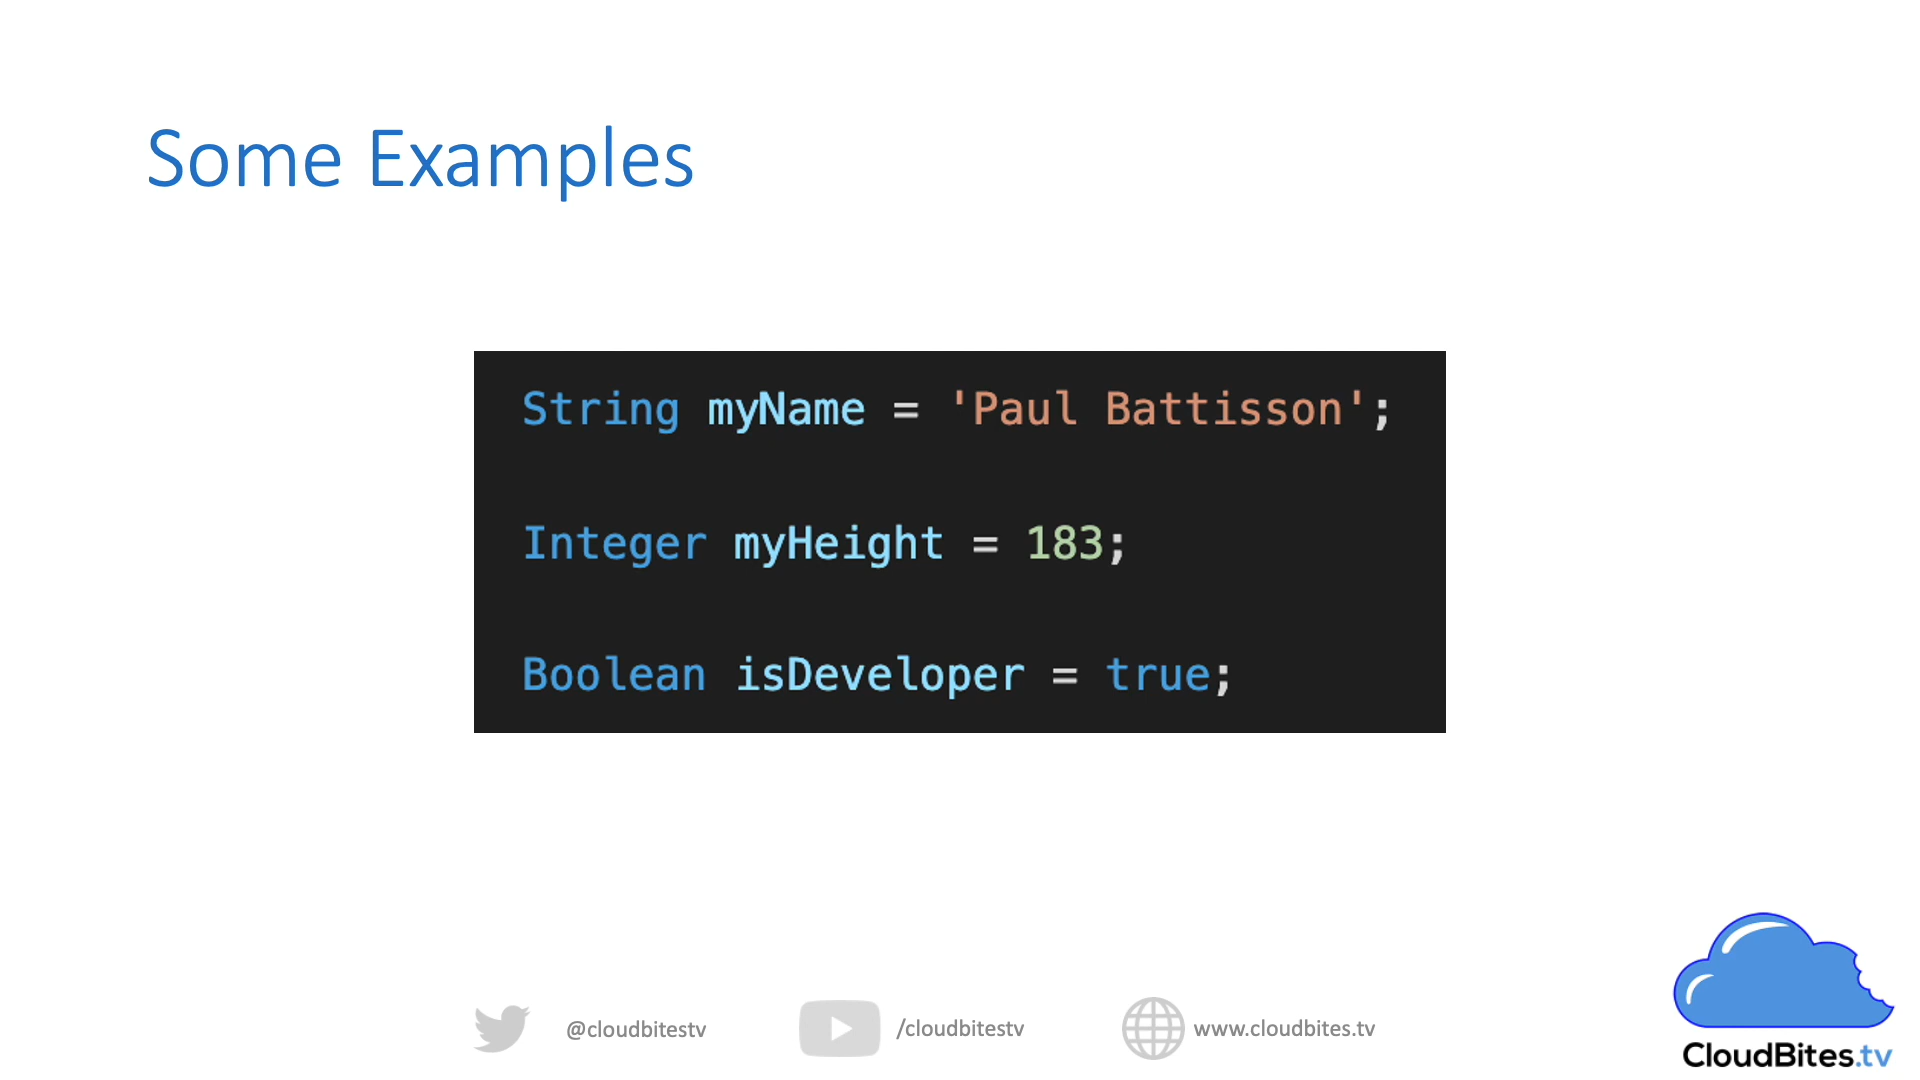 Some Examples
String myName = 'Paul Battisson';
Integer myHeight = 183;
Boolean isDeveloper = true;
@cloudbitestv
/cloudbitestv
www.cloudbites.tv
CloudBites.tv